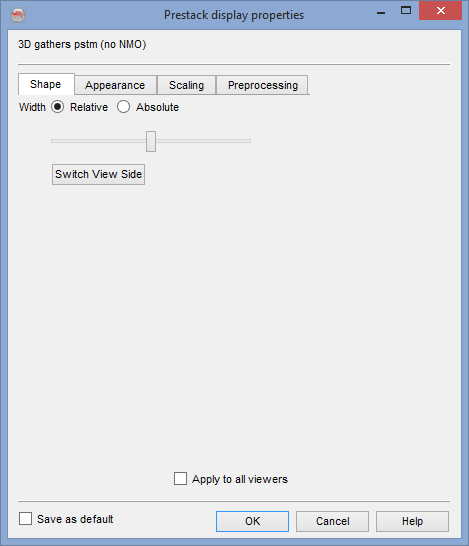 Prestack display properties
3D gathers pstm (no NMO)
Shape Appearance Scaling Preprocessing
Width Relative Absolute
Switch View Side
Apply to all viewers
Save as default OK Cancel Help